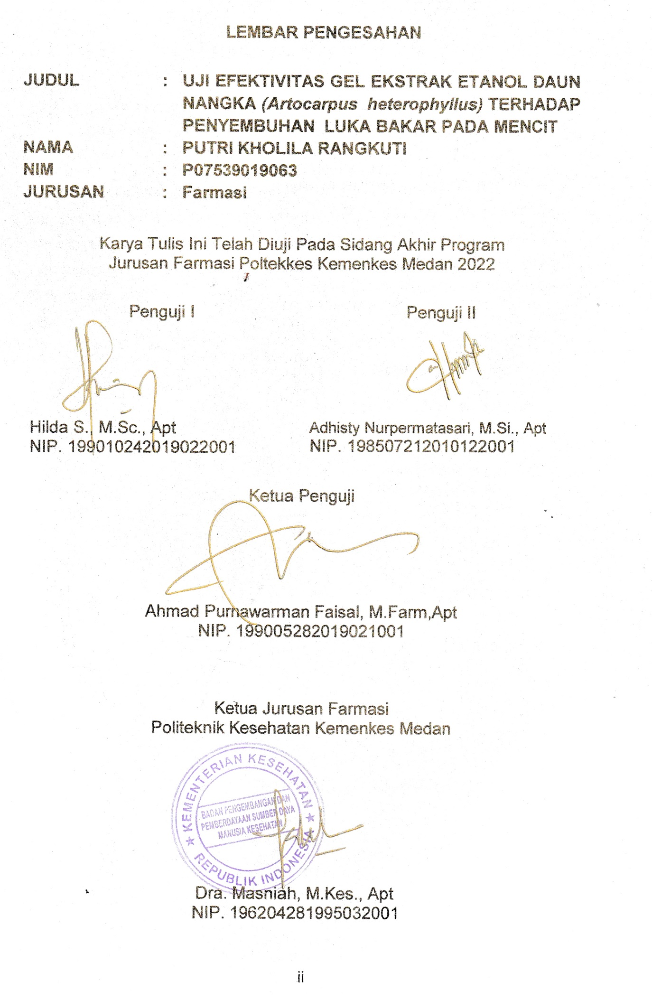 LEMBAR PENGESAHAN
JUDUL : UJI EFEKTIVITAS GEL EKSTRAK ETANOL DAUN
NANGKA (Artocarpus heterophyllus) TERHADAP
PENYEMBUHAN LUKA BAKAR PADA MENCIT
NAMA : PUTRI KHOLILA RANGKUTI
NIM : P07539019063
JURUSAN : Farmasi
Karya Tulis Ini Telah Diuji Pada Sidang Akhir Program
Jurusan Farmasi Poltekkes Kemenkes Medan 2022
Penguji I Penguji II
Hilda S., M.Sc., Apt Adhisty Nurpermatasari, M.Si., Apt
NIP. 199010242019022001 NIP. 198507212010122001
Ketua Penguji
Ahmad Purnawarman Faisal, M.Farm,Apt
NIP. 199005282019021001
Ketua Jurusan Farmasi
Politeknik Kesehatan Kemenkes Medan
KEMENTERIAN KESEHATAN
BADAN PENGEMBANGAN DAN
PEMBERDAYAAN SUMBER DAYA
MANUSIA KESEHATAN
REPUBLIK INDONESIA
Dra. Masniah, M.Kes., Apt
NIP. 196204281995032001
ii